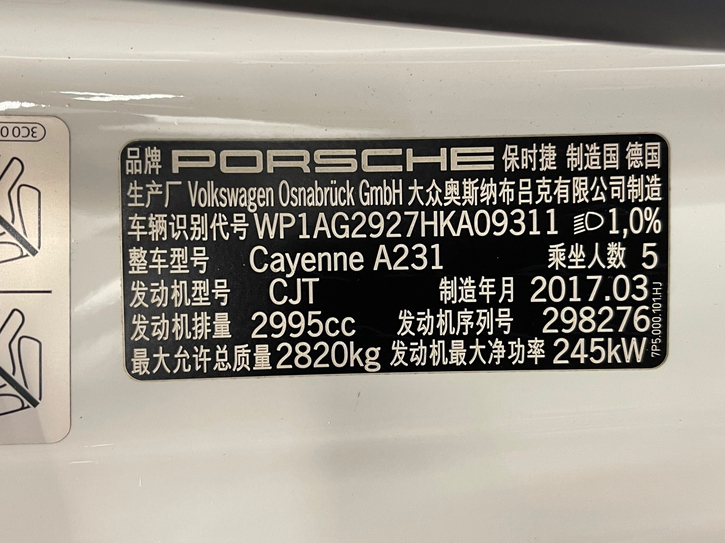 3C0 0
品牌 PORSCHE 保时捷 制造国 德国
生产厂 Volkswagen Osnabrück GmbH 大众奥斯纳布吕克有限公司制造
车辆识别代号 WP1AG2927HKA09311 1,0%
整车型号 Cayenne A231 乘坐人数 5
发动机型号 CJT 制造年月 2017.03
发动机排量 2995cc 发动机序列号 298276
最大允许总质量 2820kg 发动机最大净功率 245kW
7P5.000.101.HJ